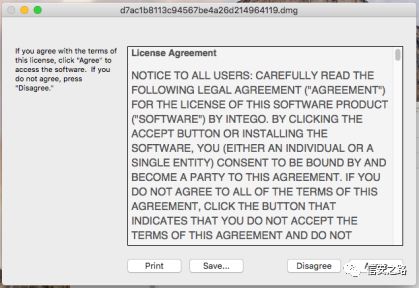 d7ac1b8113c94567be4a26d214964119.dmg
If you agree with the terms of
this license, click "Agree" to
access the software.  If you
do not agree, press
"Disagree."
License Agreement
NOTICE TO ALL USERS: CAREFULLY READ THE
FOLLOWING LEGAL AGREEMENT ("AGREEMENT")
FOR THE LICENSE OF THIS SOFTWARE PRODUCT
("SOFTWARE") BY INTEGO. BY CLICKING THE
ACCEPT BUTTON OR INSTALLING THE
SOFTWARE, YOU (EITHER AN INDIVIDUAL OR A
SINGLE ENTITY) CONSENT TO BE BOUND BY AND
BECOME A PARTY TO THIS AGREEMENT. IF YOU
DO NOT AGREE TO ALL OF THE TERMS OF THIS
AGREEMENT, CLICK THE BUTTON THAT
INDICATES THAT YOU DO NOT ACCEPT THE
TERMS OF THIS AGREEMENT AND DO NOT
Print Save... Disagree
信安之路